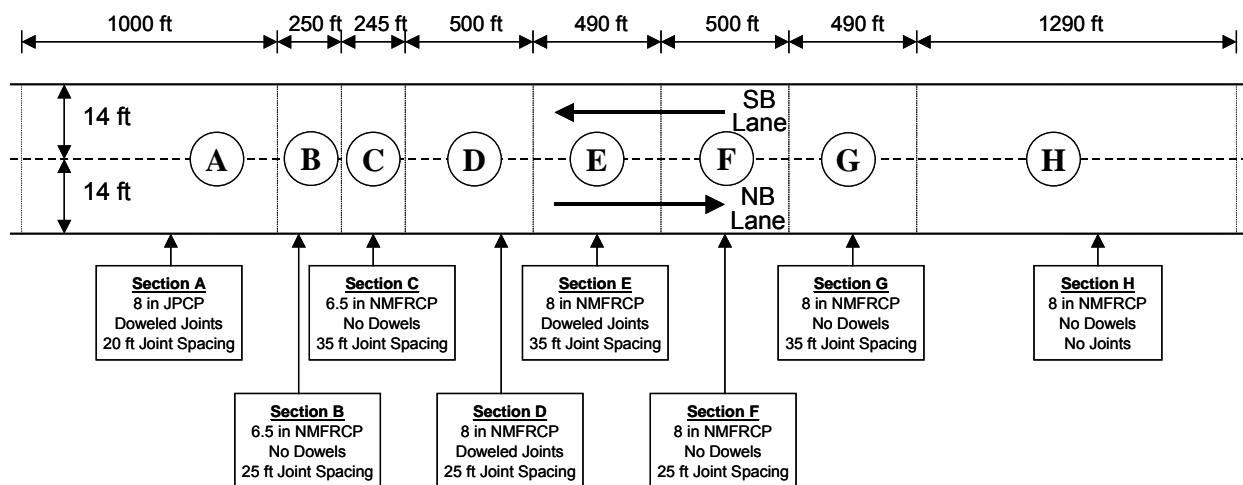 1000 ft 250 ft 245 ft 500 ft 490 ft 500 ft 490 ft 1290 ft
14 ft
14 ft
SB
Lane
A B C D E F G H
NB
Lane
Section A
8 in JPCP
Doweled Joints
20 ft Joint Spacing
Section C
6.5 in NMFRCP
No Dowels
35 ft Joint Spacing
Section E
8 in NMFRCP
Doweled Joints
35 ft Joint Spacing
Section G
8 in NMFRCP
No Dowels
35 ft Joint Spacing
Section H
8 in NMFRCP
No Dowels
No Joints
Section B
6.5 in NMFRCP
No Dowels
25 ft Joint Spacing
Section D
8 in NMFRCP
Doweled Joints
25 ft Joint Spacing
Section F
8 in NMFRCP
No Dowels
25 ft Joint Spacing